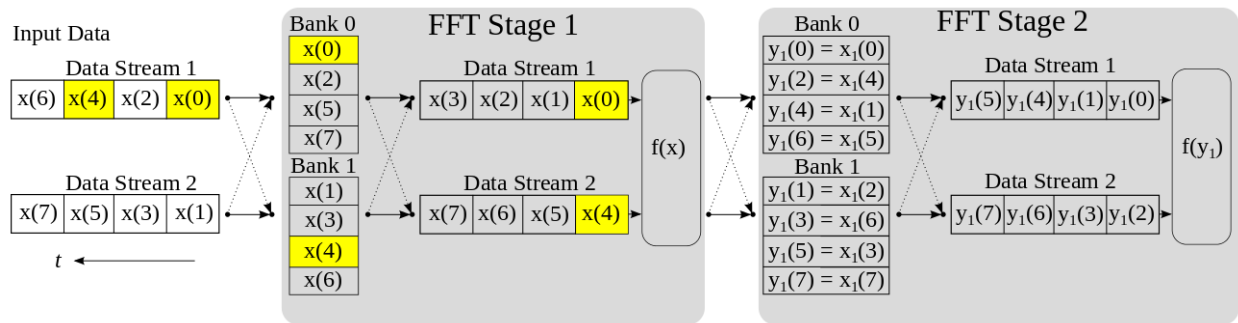 Input Data
Data Stream 1
x(6) x(4) x(2) x(0)
Data Stream 2
x(7) x(5) x(3) x(1)
t
FFT Stage 1
Bank 0
x(0)
x(2)
x(5)
x(7)
Bank 1
x(1)
x(3)
x(4)
x(6)
Data Stream 1
x(3) x(2) x(1) x(0)
Data Stream 2
x(7) x(6) x(5) x(4)
f(x)
FFT Stage 2
Bank 0
y₁(0) = x₁(0)
y₁(2) = x₁(4)
y₁(4) = x₁(1)
y₁(6) = x₁(5)
Bank 1
y₁(1) = x₁(2)
y₁(3) = x₁(6)
y₁(5) = x₁(3)
y₁(7) = x₁(7)
Data Stream 1
y₁(5) y₁(4) y₁(1) y₁(0)
Data Stream 2
y₁(7) y₁(6) y₁(3) y₁(2)
f(y₁)